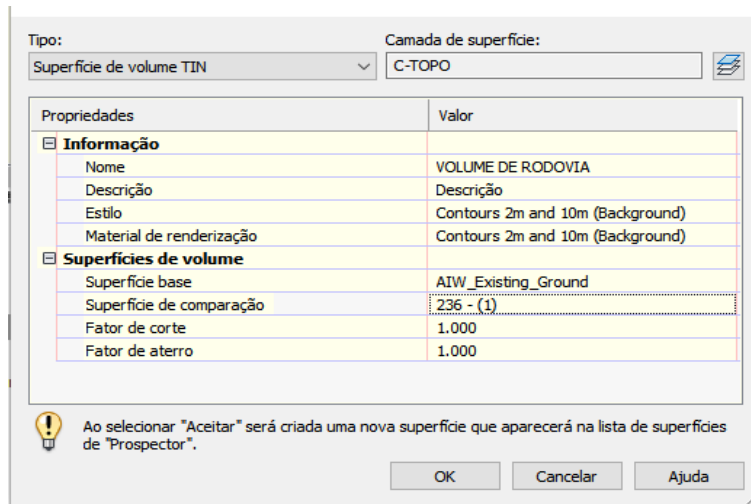 Tipo:
Camada de superfície:
Superfície de volume TIN
C-TOPO
Propriedades Valor
Informação
Nome VOLUME DE RODOVIA
Descrição Descrição
Estilo Contours 2m and 10m (Background)
Material de renderização Contours 2m and 10m (Background)
Superfícies de volume
Superfície base AIW_Existing_Ground
Superfície de comparação 236 - (1)
Fator de corte 1.000
Fator de aterro 1.000
Ao selecionar "Aceitar" será criada uma nova superfície que aparecerá na lista de superfícies
de "Prospector".
OK Cancelar Ajuda